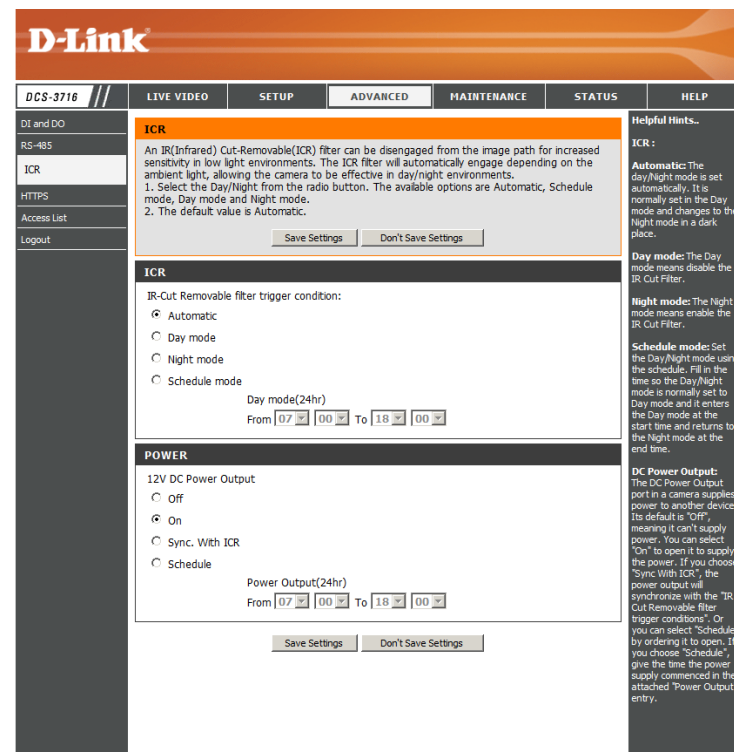 D-Link
DCS-3716 // LIVE VIDEO SETUP ADVANCED MAINTENANCE STATUS HELP
DI and DO
RS-485
ICR
HTTPS
Access List
Logout
ICR
An IR(Infrared) Cut-Removable(ICR) filter can be disengaged from the image path for increased
sensitivity in low light environments. The ICR filter will automatically engage depending on the
ambient light, allowing the camera to be effective in day/night environments.
1. Select the Day/Night from the radio button. The available options are Automatic, Schedule
mode, Day mode and Night mode.
2. The default value is Automatic.
Save Settings Don't Save Settings
ICR
IR-Cut Removable filter trigger condition:
Automatic
Day mode
Night mode
Schedule mode
Day mode(24hr)
From 07 00 To 18 00
POWER
12V DC Power Output
Off
On
Sync. With ICR
Schedule
Power Output(24hr)
From 07 00 To 18 00
Save Settings Don't Save Settings
Helpful Hints..
ICR :
Automatic: The
day/Night mode is set
automatically. It is
normally set in the Day
mode and changes to the
Night mode in a dark
place.
Day mode: The Day
mode means disable the
IR Cut Filter.
Night mode: The Night
mode means enable the
IR Cut Filter.
Schedule mode: Set
the Day/Night mode usin
the schedule. Fill in the
time so the Day/Night
mode is normally set to
Day mode and it enters
the Day mode at the
start time and returns to
the Night mode at the
end time.
DC Power Output:
The DC Power Output
port in a camera supplies
power to another device
Its default is "Off",
meaning it can't supply
power. You can select
"On" to open it to supply
the power. If you choose
"Sync With ICR", the
power output will
synchronize with the "IR
Cut Removable filter
trigger conditions". Or
you can select "Schedule
by ordering it to open. If
you choose "Schedule",
give the time the power
supply commenced in the
attached "Power Output
entry.